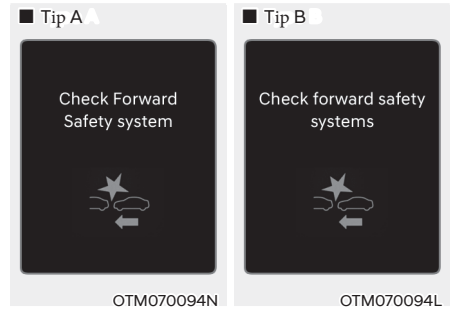 ■ Tip A
Check Forward
Safety system
OTM070094N
■ Tip B
Check forward safety
systems
OTM070094L